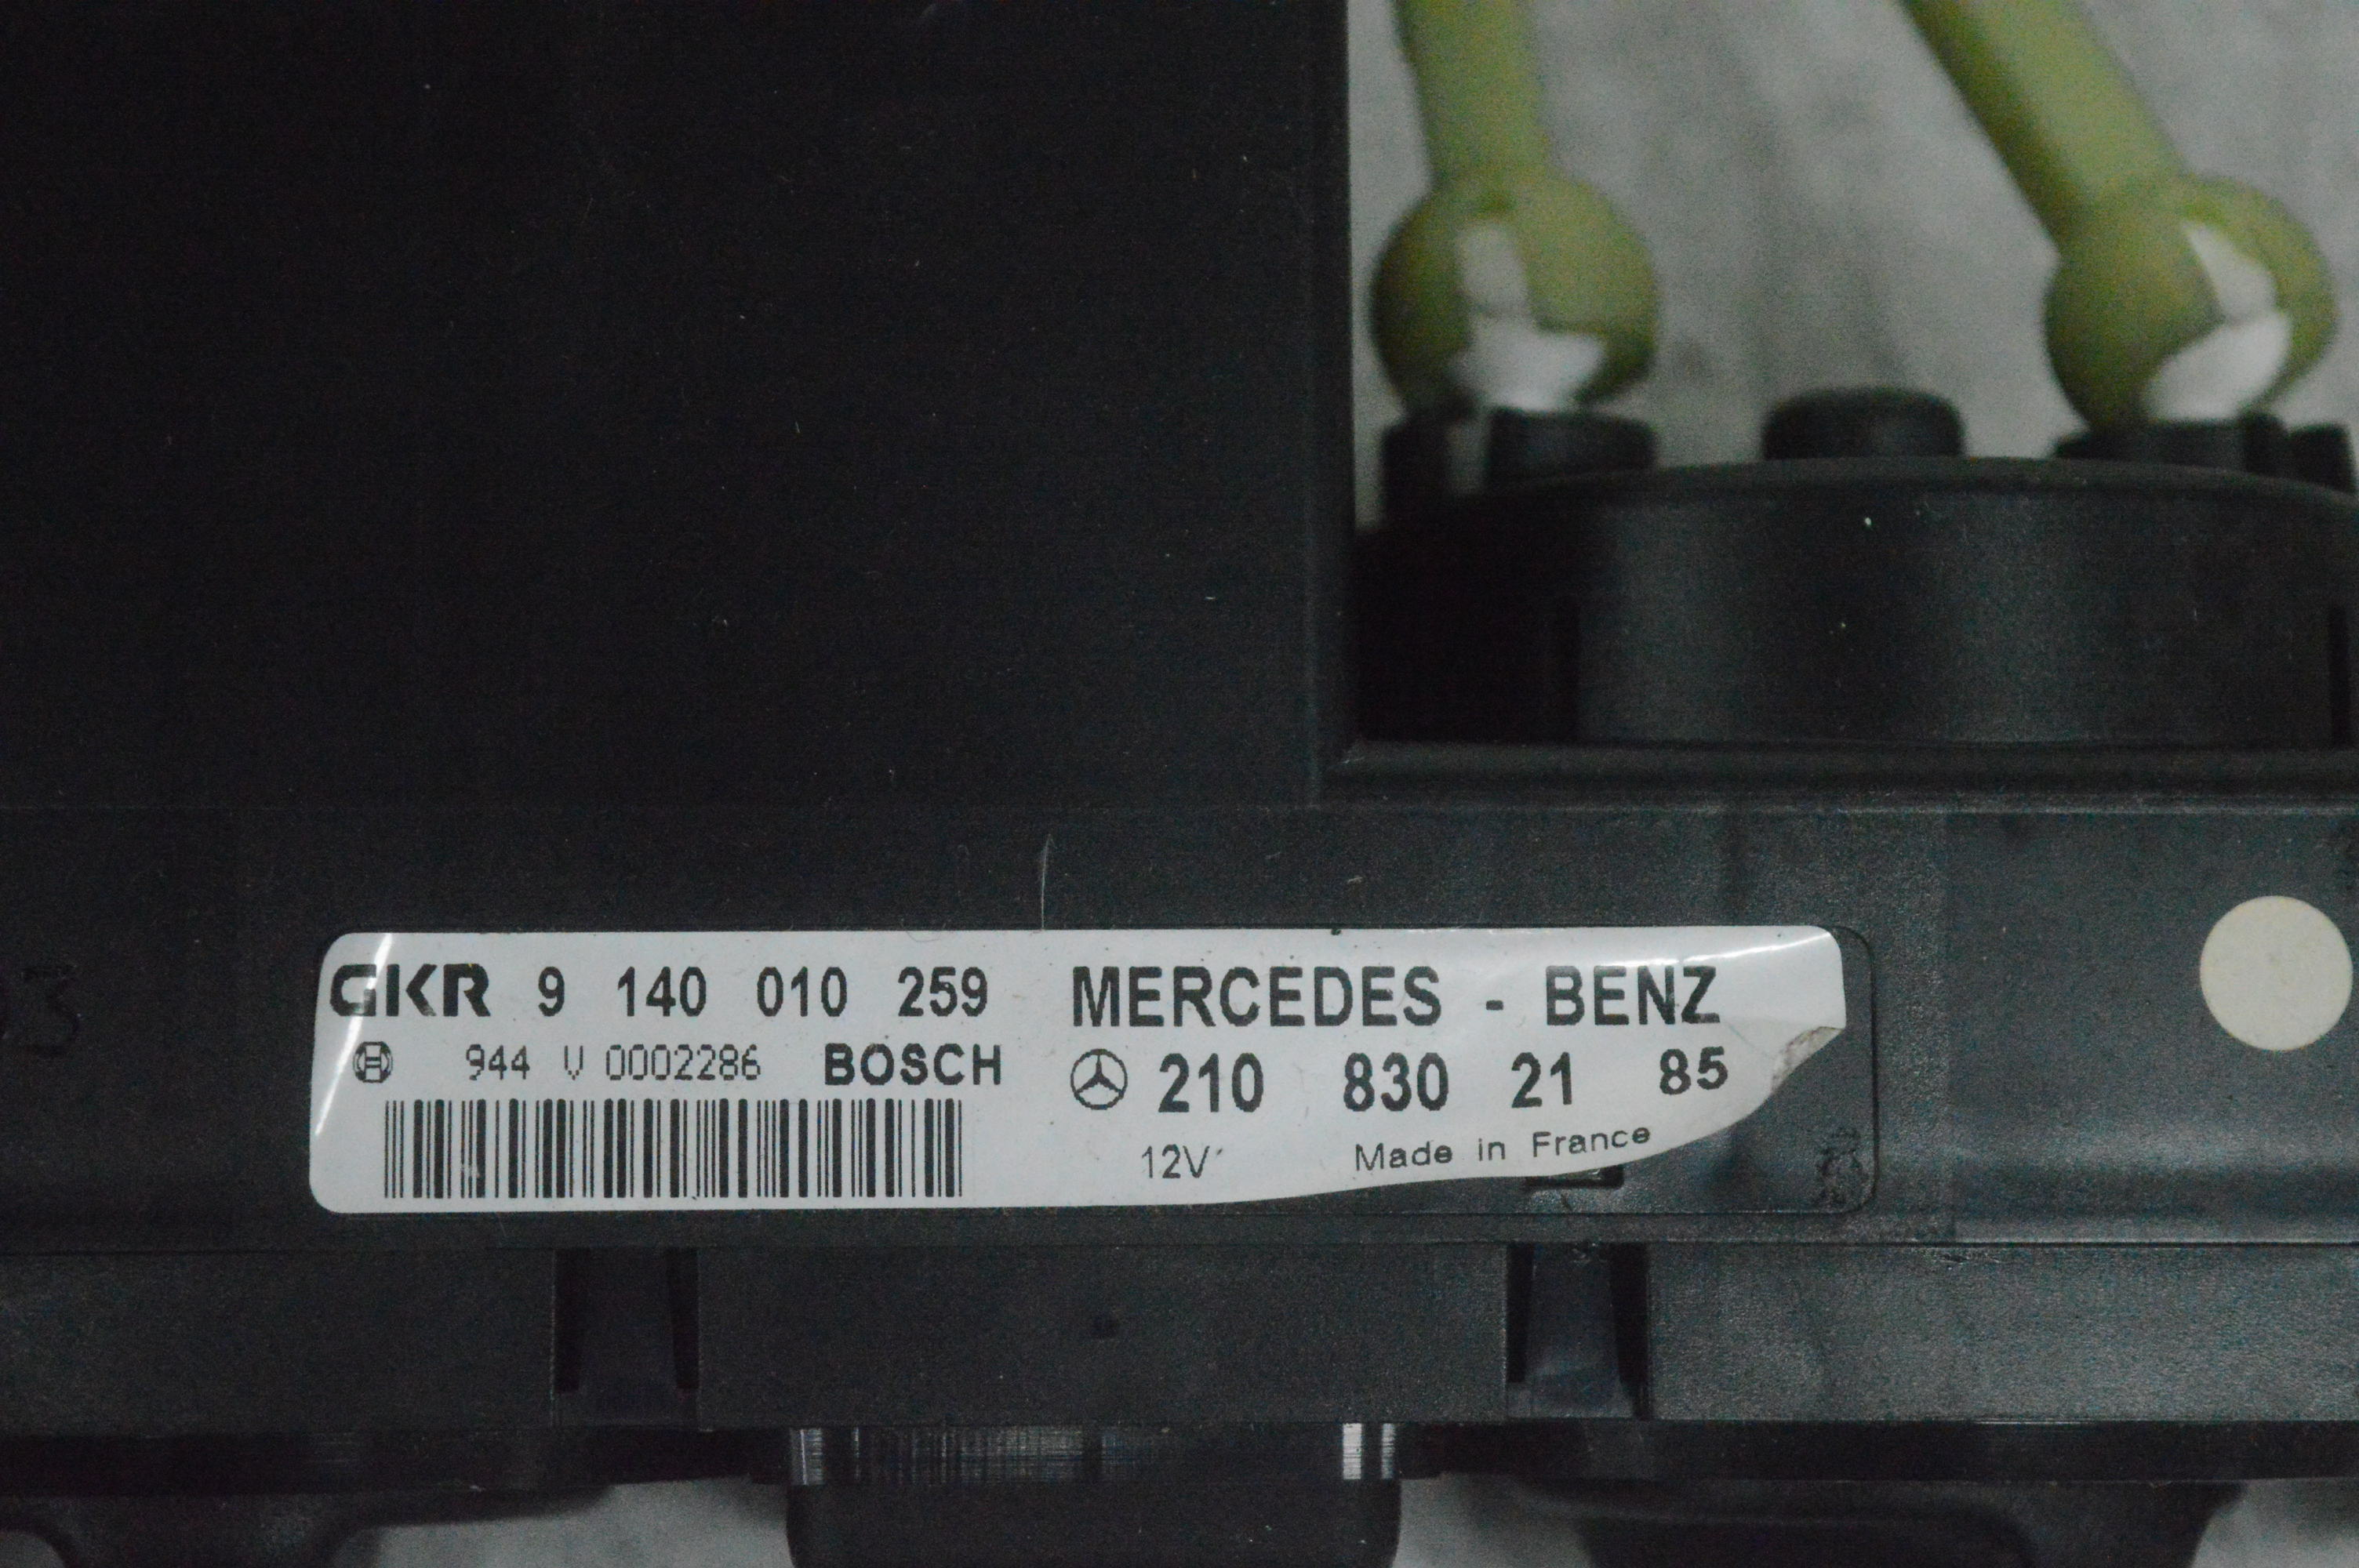 GKR 9 140 010 259 MERCEDES - BENZ
944 V 0002286 BOSCH 210 830 21 85
12V Made in France